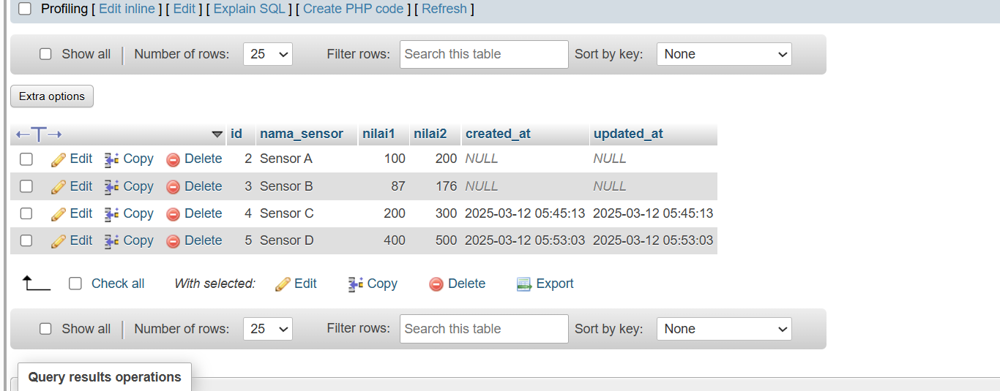 Profiling [ Edit inline ] [ Edit ] [ Explain SQL ] [ Create PHP code ] [ Refresh ]
Show all | Number of rows: 25 Filter rows: Search this table Sort by key: None
Extra options
←T→ id nama_sensor nilai1 nilai2 created_at updated_at
Edit Copy Delete 2 Sensor A 100 200 NULL NULL
Edit Copy Delete 3 Sensor B 87 176 NULL NULL
Edit Copy Delete 4 Sensor C 200 300 2025-03-12 05:45:13 2025-03-12 05:45:13
Edit Copy Delete 5 Sensor D 400 500 2025-03-12 05:53:03 2025-03-12 05:53:03
Check all With selected: Edit Copy Delete Export
Show all | Number of rows: 25 Filter rows: Search this table Sort by key: None
Query results operations